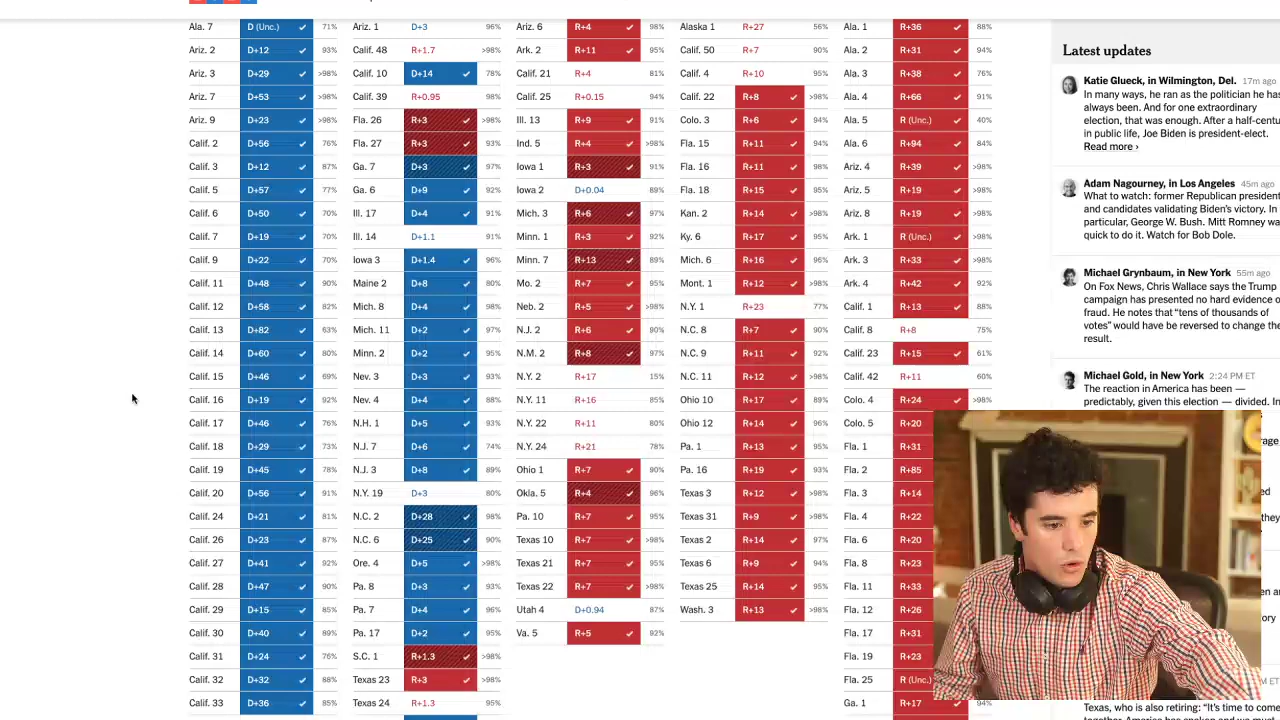 Ala. 7 D (Unc.) 71%
Ariz. 2 D+12 93%
Ariz. 3 D+29 >98%
Ariz. 7 D+53 >98%
Ariz. 9 D+23 >98%
Calif. 2 D+56 76%
Calif. 3 D+12 87%
Calif. 5 D+57 77%
Calif. 6 D+50 70%
Calif. 7 D+19 70%
Calif. 9 D+22 70%
Calif. 11 D+48 90%
Calif. 12 D+58 82%
Calif. 13 D+82 63%
Calif. 14 D+60 80%
Calif. 15 D+46 69%
Calif. 16 D+19 92%
Calif. 17 D+46 76%
Calif. 18 D+29 73%
Calif. 19 D+45 78%
Calif. 20 D+56 91%
Calif. 24 D+21 81%
Calif. 26 D+23 87%
Calif. 27 D+41 92%
Calif. 28 D+47 90%
Calif. 29 D+15 85%
Calif. 30 D+40 89%
Calif. 31 D+24 76%
Calif. 32 D+32 88%
Calif. 33 D+36 85%
Ariz. 1 D+3 96%
Calif. 48 R+1.7 >98%
Calif. 10 D+14 78%
Calif. 39 R+0.95 98%
Fla. 26 R+3 >98%
Fla. 27 R+3 93%
Ga. 7 D+3 97%
Ga. 6 D+9 92%
Ill. 17 D+4 91%
Ill. 14 D+1.1 91%
Iowa 3 D+1.4 96%
Maine 2 D+8 80%
Mich. 8 D+4 98%
Mich. 11 D+2 97%
Minn. 2 D+2 95%
Nev. 3 D+3 93%
Nev. 4 D+4 88%
N.H. 1 D+5 93%
N.J. 7 D+6 74%
N.J. 3 D+8 89%
N.Y. 19 D+3 80%
N.C. 2 D+28 98%
N.C. 6 D+25 90%
Ore. 4 D+5 >98%
Pa. 8 D+3 93%
Pa. 7 D+4 96%
Pa. 17 D+2 95%
S.C. 1 R+1.3 >98%
Texas 23 R+3 >98%
Texas 24 R+1.3 95%
Ariz. 6 R+4 98%
Ark. 2 R+11 95%
Calif. 21 R+4 81%
Calif. 25 R+0.15 94%
Ill. 13 R+9 91%
Ind. 5 R+4 >98%
Iowa 1 R+3 91%
Iowa 2 D+0.04 89%
Mich. 3 R+6 97%
Minn. 1 R+3 92%
Minn. 7 R+13 89%
Mo. 2 R+7 95%
Neb. 2 R+5 >98%
N.J. 2 R+6 90%
N.M. 2 R+8 97%
N.Y. 2 R+17 15%
N.Y. 11 R+16 85%
N.Y. 22 R+11 80%
N.Y. 24 R+21 78%
Ohio 1 R+7 90%
Okla. 5 R+4 96%
Pa. 10 R+7 95%
Texas 10 R+7 >98%
Texas 21 R+7 95%
Texas 22 R+7 >98%
Utah 4 D+0.94 87%
Va. 5 R+5 92%
Alaska 1 R+27 56%
Calif. 50 R+7 90%
Calif. 4 R+10 95%
Calif. 22 R+8 >98%
Colo. 3 R+6 95%
Fla. 15 R+11 94%
Fla. 16 R+11 98%
Fla. 18 R+15 95%
Kan. 2 R+14 >98%
Ky. 6 R+17 95%
Mich. 6 R+16 96%
Mont. 1 R+12 >98%
N.Y. 1 R+23 77%
N.C. 8 R+7 90%
N.C. 9 R+11 92%
N.C. 11 R+12 >98%
Ohio 10 R+17 89%
Ohio 12 R+14 96%
Pa. 1 R+13 95%
Pa. 16 R+19 93%
Texas 3 R+12 >98%
Texas 31 R+9 >98%
Texas 2 R+14 97%
Texas 6 R+9 94%
Texas 25 R+14 95%
Wash. 3 R+13 >98%
Ala. 1 R+36 88%
Ala. 2 R+31 94%
Ala. 3 R+38 76%
Ala. 4 R+66 91%
Ala. 5 R (Unc.) 40%
Ala. 6 R+94 84%
Ariz. 4 R+39 >98%
Ariz. 5 R+19 >98%
Ariz. 8 R+19 >98%
Ark. 1 R (Unc.) >98%
Ark. 3 R+33 >98%
Ark. 4 R+42 92%
Calif. 1 R+13 88%
Calif. 8 R+8 75%
Calif. 23 R+15 61%
Calif. 42 R+11 60%
Colo. 4 R+24 >98%
Colo. 5 R+20
Fla. 1 R+31
Fla. 2 R+85
Fla. 3 R+14
Fla. 4 R+22
Fla. 6 R+20
Fla. 8 R+23
Fla. 11 R+33
Fla. 12 R+26
Fla. 17 R+31
Fla. 19 R+23
Fla. 25 R (Unc.)
Ga. 1 R+17 94%
Latest updates
Katie Glueck, in Wilmington, Del. 17m ago
In many ways, he ran as the politician he has
always been. And for one extraordinary
election, that was enough. After a half-centu
in public life, Joe Biden is president-elect.
Read more ›
Adam Nagourney, in Los Angeles 45m ago
What to watch: former Republican president
and candidates validating Biden's victory. In
particular, George W. Bush. Mitt Romney wa
quick to do it. Watch for Bob Dole.
Michael Grynbaum, in New York 55m ago
On Fox News, Chris Wallace says the Trump
campaign has presented no hard evidence o
fraud. He notes that "tens of thousands of
votes" would have be reversed to change the
result.
Michael Gold, in New York 2:24 PM ET
The reaction in America has been —
predictably, given this election — divided. In
Texas, who is also retiring: "It's time to come